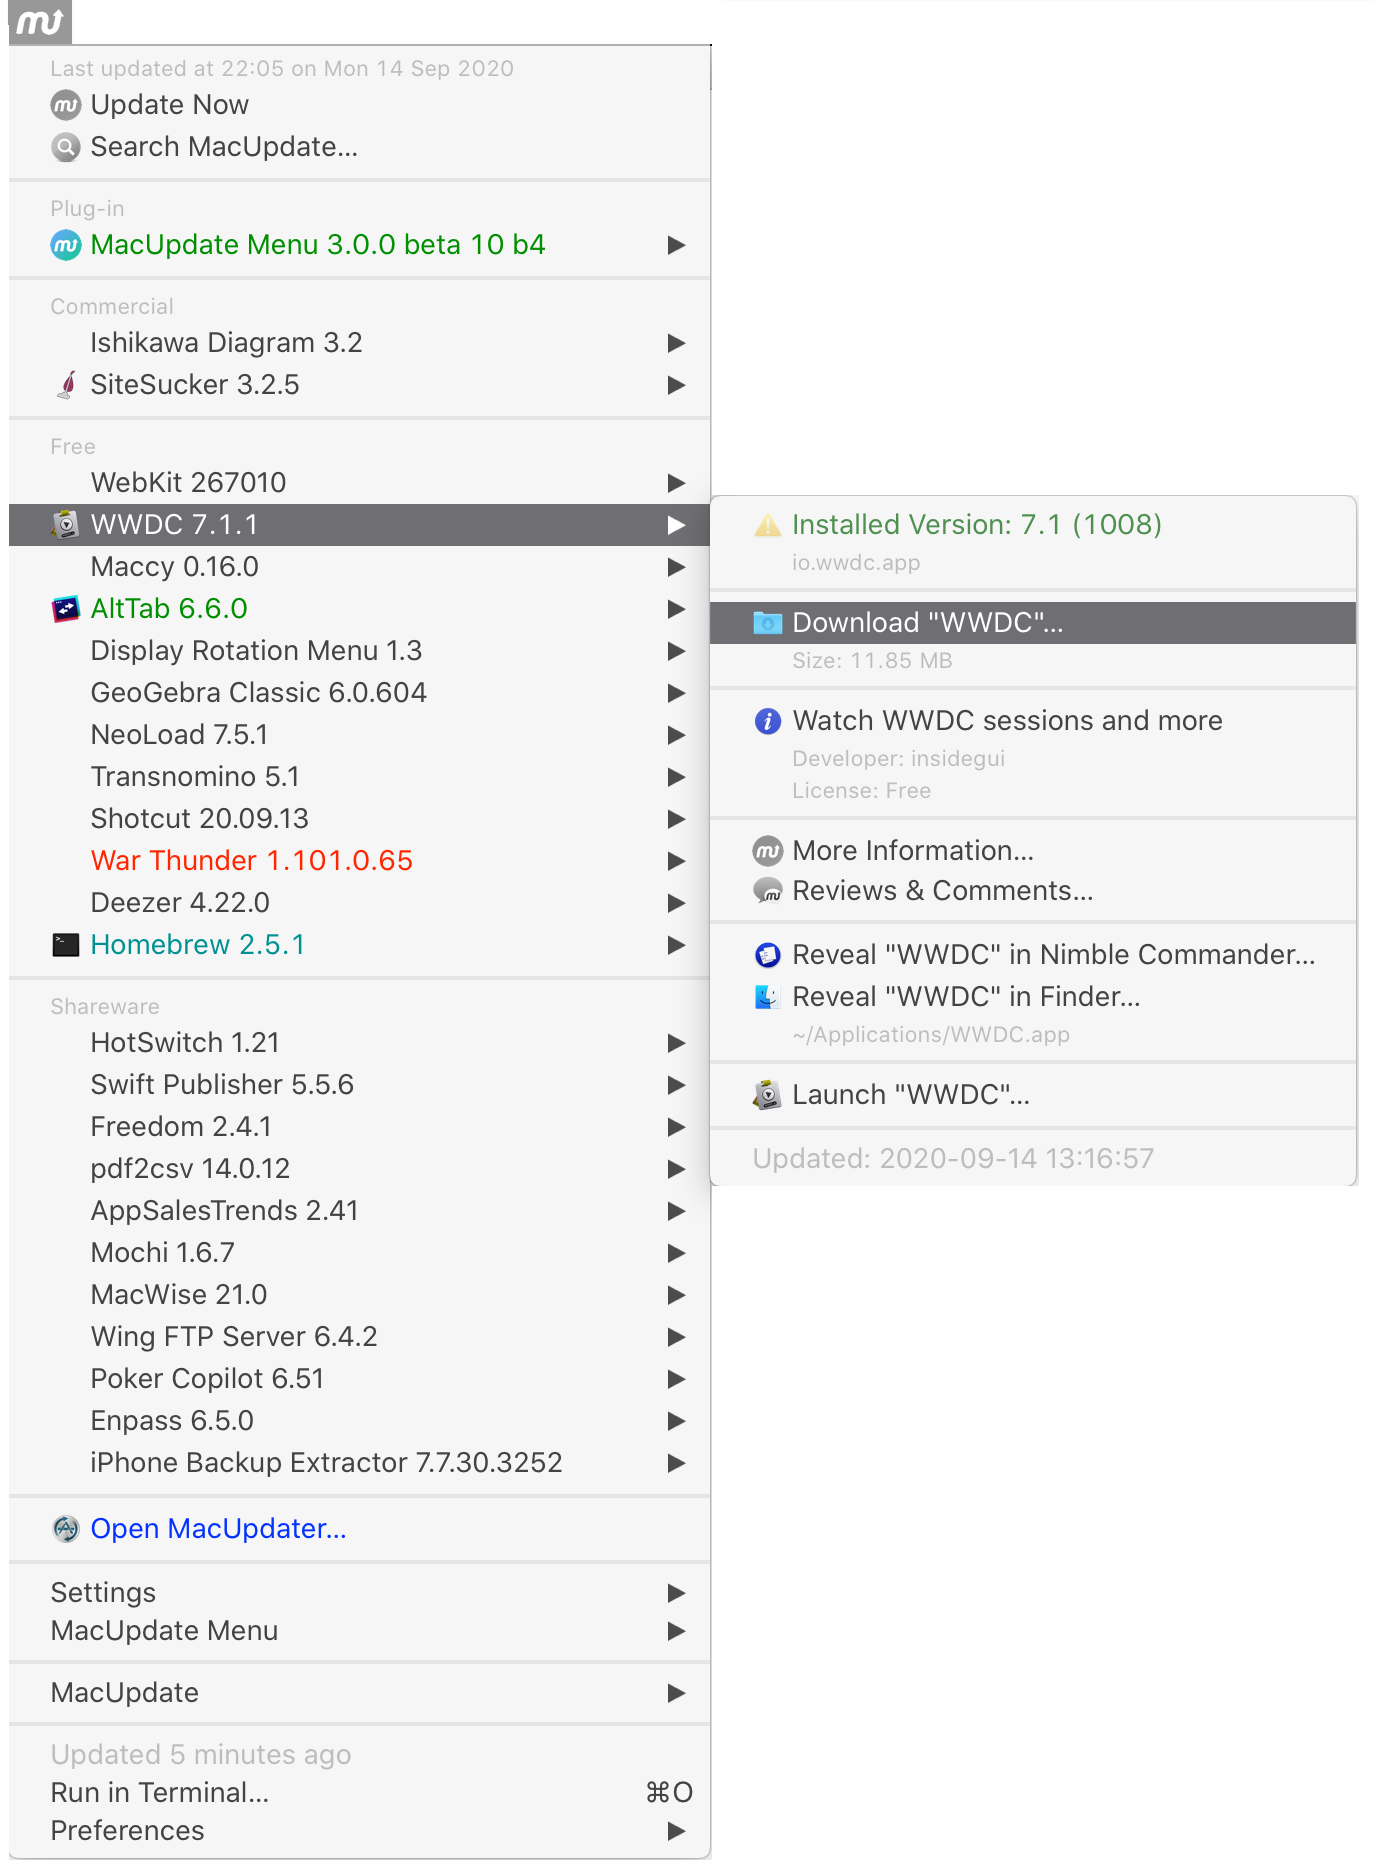 mu
Last updated at 22:05 on Mon 14 Sep 2020
Update Now
Search MacUpdate...
Plug-in
MacUpdate Menu 3.0.0 beta 10 b4
Commercial
Ishikawa Diagram 3.2
SiteSucker 3.2.5
Free
WebKit 267010
WWDC 7.1.1
Maccy 0.16.0
AltTab 6.6.0
Display Rotation Menu 1.3
GeoGebra Classic 6.0.604
NeoLoad 7.5.1
Transnomino 5.1
Shotcut 20.09.13
War Thunder 1.101.0.65
Deezer 4.22.0
Homebrew 2.5.1
Shareware
HotSwitch 1.21
Swift Publisher 5.5.6
Freedom 2.4.1
pdf2csv 14.0.12
AppSalesTrends 2.41
Mochi 1.6.7
MacWise 21.0
Wing FTP Server 6.4.2
Poker Copilot 6.51
Enpass 6.5.0
iPhone Backup Extractor 7.7.30.3252
Open MacUpdater...
Settings
MacUpdate Menu
MacUpdate
Updated 5 minutes ago
Run in Terminal... ⌘O
Preferences
Installed Version: 7.1 (1008)
io.wwdc.app
Download "WWDC"...
Size: 11.85 MB
Watch WWDC sessions and more
Developer: insidegui
License: Free
More Information...
Reviews & Comments...
Reveal "WWDC" in Nimble Commander...
Reveal "WWDC" in Finder...
~/Applications/WWDC.app
Launch "WWDC"...
Updated: 2020-09-14 13:16:57